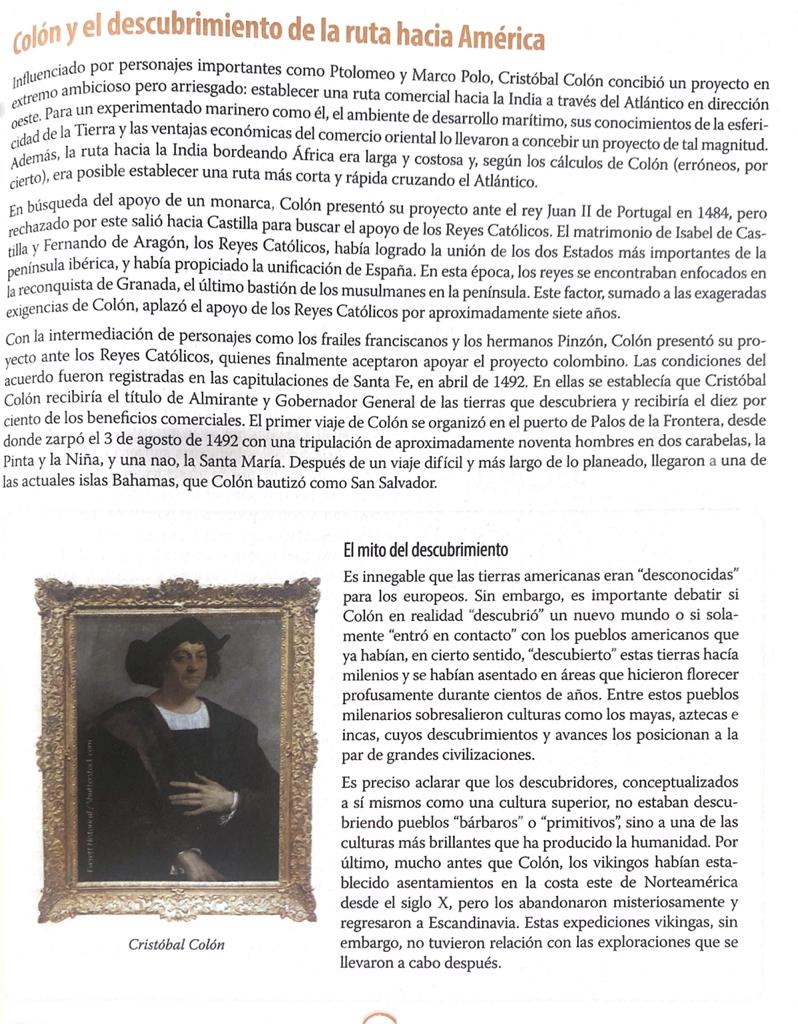 Colón y el descubrimiento de la ruta hacia América
Influenciado por personajes importantes como Ptolomeo y Marco Polo, Cristóbal Colón concibió un proyecto en
extremo ambicioso pero arriesgado: establecer una ruta comercial hacia la India a través del Atlántico en dirección
oeste. Para un experimentado marinero como él, el ambiente de desarrollo marítimo, sus conocimientos de la esferi-
cidad de la Tierra y las ventajas económicas del comercio oriental lo llevaron a concebir un proyecto de tal magnitud.
Además, la ruta hacia la India bordeando África era larga y costosa y, según los cálculos de Colón (erróneos, por
cierto), era posible establecer una ruta más corta y rápida cruzando el Atlántico.
En búsqueda del apoyo de un monarca, Colón presentó su proyecto ante el rey Juan II de Portugal en 1484, pero
rechazado por este salió hacia Castilla para buscar el apoyo de los Reyes Católicos. El matrimonio de Isabel de Cas-
tilla y Fernando de Aragón, los Reyes Católicos, había logrado la unión de los dos Estados más importantes de la
península ibérica, y había propiciado la unificación de España. En esta época, los reyes se encontraban enfocados en
la reconquista de Granada, el último bastión de los musulmanes en la península. Este factor, sumado a las exageradas
exigencias de Colón, aplazó el apoyo de los Reyes Católicos por aproximadamente siete años.
Con la intermediación de personajes como los frailes franciscanos y los hermanos Pinzón, Colón presentó su pro-
yecto ante los Reyes Católicos, quienes finalmente aceptaron apoyar el proyecto colombino. Las condiciones del
acuerdo fueron registradas en las capitulaciones de Santa Fe, en abril de 1492. En ellas se establecía que Cristóbal
Colón recibiría el título de Almirante y Gobernador General de las tierras que descubriera y recibiría el diez por
ciento de los beneficios comerciales. El primer viaje de Colón se organizó en el puerto de Palos de la Frontera, desde
donde zarpó el 3 de agosto de 1492 con una tripulación de aproximadamente noventa hombres en dos carabelas, la
Pinta y la Niña, y una nao, la Santa María. Después de un viaje difícil y más largo de lo planeado, llegaron a una de
las actuales islas Bahamas, que Colón bautizó como San Salvador.
El mito del descubrimiento
Es innegable que las tierras americanas eran "desconocidas"
para los europeos. Sin embargo, es importante debatir si
Colón en realidad "descubrió" un nuevo mundo o si sola-
mente "entró en contacto" con los pueblos americanos que
ya habían, en cierto sentido, "descubierto" estas tierras hacía
milenios y se habían asentado en áreas que hicieron florecer
profusamente durante cientos de años. Entre estos pueblos
milenarios sobresalieron culturas como los mayas, aztecas e
incas, cuyos descubrimientos y avances los posicionan a la
par de grandes civilizaciones.
Es preciso aclarar que los descubridores, conceptualizados
a sí mismos como una cultura superior, no estaban descu-
briendo pueblos "bárbaros" o "primitivos", sino a una de las
culturas más brillantes que ha producido la humanidad. Por
último, mucho antes que Colón, los vikingos habían esta-
blecido asentamientos en la costa este de Norteamérica
desde el siglo X, pero los abandonaron misteriosamente y
regresaron a Escandinavia. Estas expediciones vikingas, sin
embargo, no tuvieron relación con las exploraciones que se
llevaron a cabo después.
Everett Historical / Shutterstock.com
Cristóbal Colón